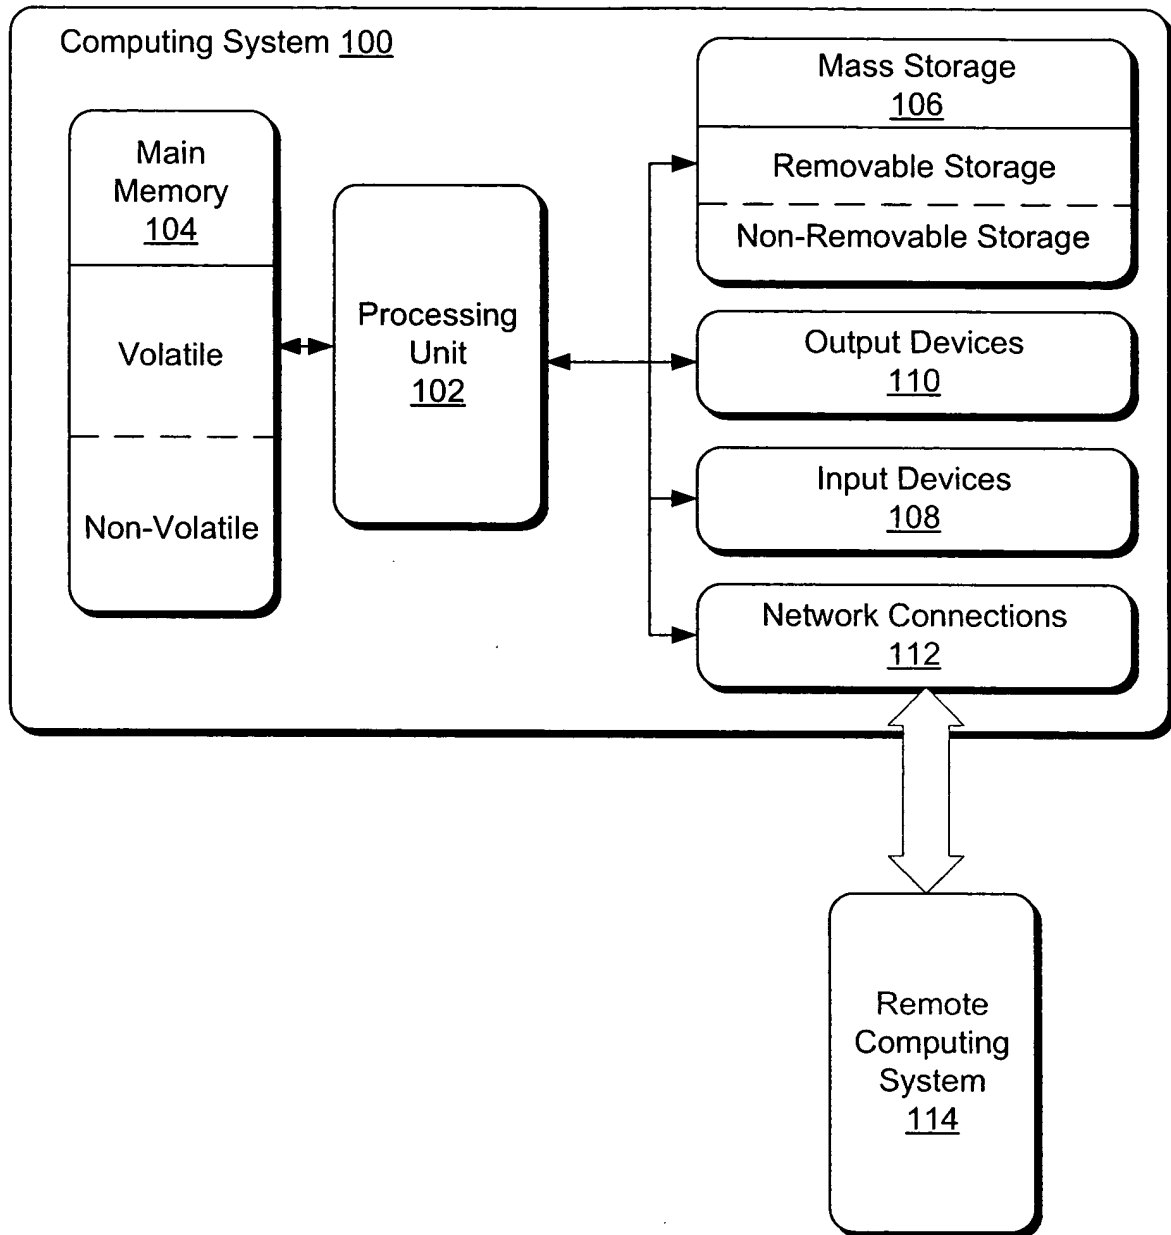 Computing System 100
Main
Memory
104
Volatile
Non-Volatile
Processing
Unit
102
Mass Storage
106
Removable Storage
Non-Removable Storage
Output Devices
110
Input Devices
108
Network Connections
112
Remote
Computing
System
114